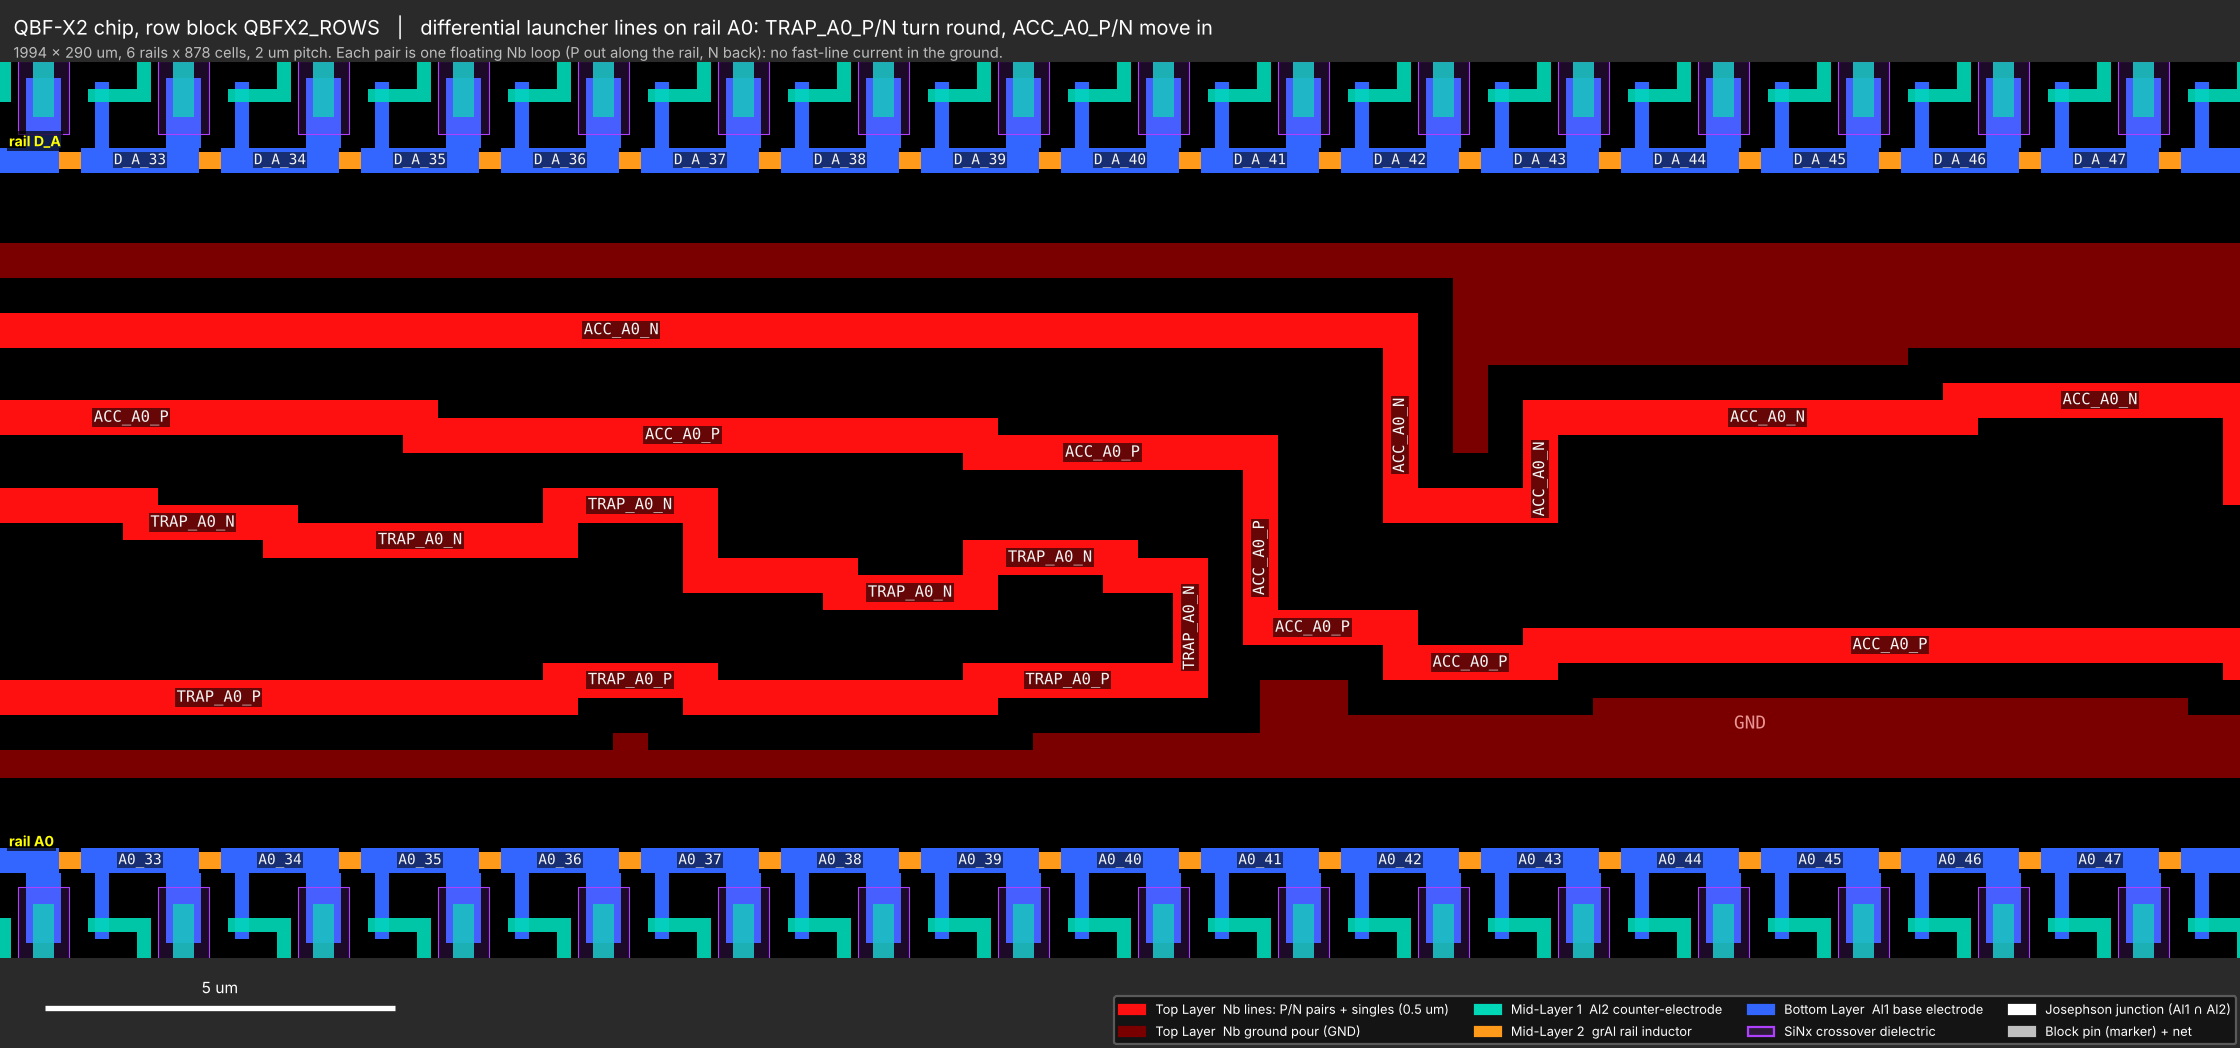 QBF-X2 chip, row block QBFX2_ROWS | differential launcher lines on rail A0: TRAP_A0_P/N turn round, ACC_A0_P/N move in
1994 × 290 um, 6 rails x 878 cells, 2 um pitch. Each pair is one floating Nb loop (P out along the rail, N back): no fast-line current in the ground.
rail D_A
D_A_33 D_A_34 D_A_35 D_A_36 D_A_37 D_A_38 D_A_39 D_A_40 D_A_41 D_A_42 D_A_43 D_A_44 D_A_45 D_A_46 D_A_47
ACC_A0_N
ACC_A0_N
ACC_A0_P
ACC_A0_N
ACC_A0_P
ACC_A0_N
ACC_A0_P
ACC_A0_N
TRAP_A0_N
TRAP_A0_N
TRAP_A0_N
ACC_A0_P
TRAP_A0_N
TRAP_A0_N
TRAP_A0_N
ACC_A0_P
ACC_A0_P
ACC_A0_P
TRAP_A0_P
TRAP_A0_P
TRAP_A0_P
GND
rail A0
A0_33 A0_34 A0_35 A0_36 A0_37 A0_38 A0_39 A0_40 A0_41 A0_42 A0_43 A0_44 A0_45 A0_46 A0_47
5 um
Top Layer Nb lines: P/N pairs + singles (0.5 um)
Top Layer Nb ground pour (GND)
Mid-Layer 1 Al2 counter-electrode
Mid-Layer 2 grAl rail inductor
Bottom Layer Al1 base electrode
SiNx crossover dielectric
Josephson junction (Al1 ∩ Al2)
Block pin (marker) + net